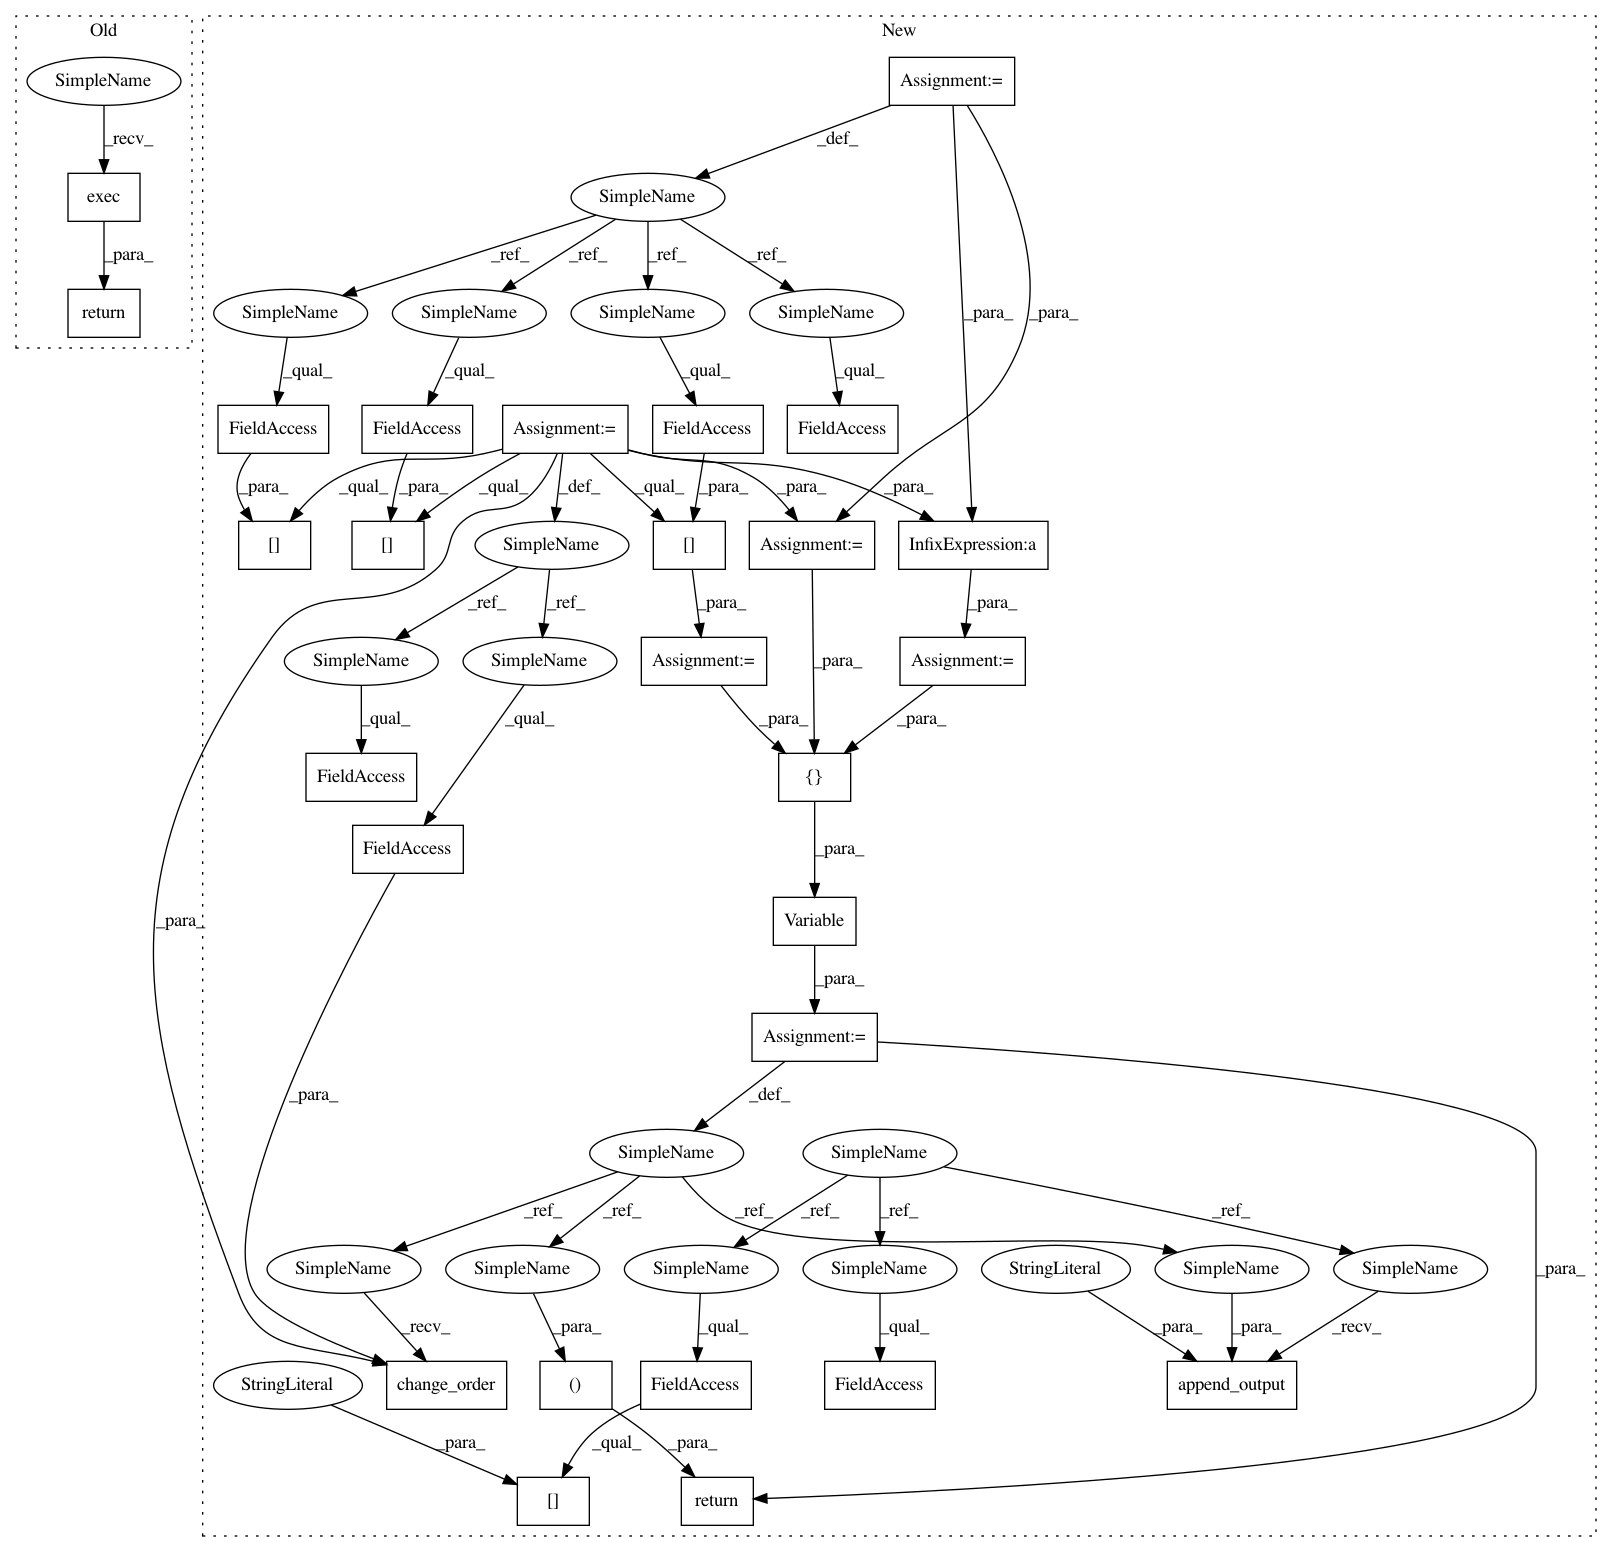 Old
New
SimpleName
Assignment:=
_recv_
_def_
exec
SimpleName
_para_
_ref_
_ref_
_ref_
_ref_
return
SimpleName
SimpleName
SimpleName
SimpleName
_para_
_para_
_qual_
_qual_
_qual_
_qual_
FieldAccess
FieldAccess
Assignment:=
FieldAccess
FieldAccess
_para_
_qual_
_para_
_qual_
_def_
_qual_
_para_
_para_
_para_
[]
[]
SimpleName
[]
Assignment:=
InfixExpression:a
_ref_
_ref_
_para_
_para_
SimpleName
SimpleName
Assignment:=
_para_
Assignment:=
_qual_
_qual_
_para_
_para_
FieldAccess
{}
FieldAccess
_para_
_para_
Variable
_para_
Assignment:=
_para_
_def_
SimpleName
SimpleName
_ref_
_ref_
_ref_
_ref_
_ref_
_ref_
SimpleName
SimpleName
SimpleName
SimpleName
StringLiteral
SimpleName
SimpleName
_para_
_recv_
_para_
_qual_
_qual_
_para_
_para_
_recv_
StringLiteral
change_order
()
FieldAccess
FieldAccess
append_output
_para_
_qual_
_para_
[]
return